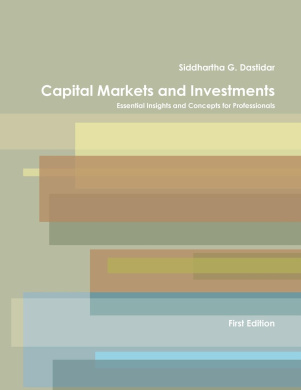 Siddhartha G. Dastidar
Capital Markets and Investments
Essential Insights and Concepts for Professionals
First Edition